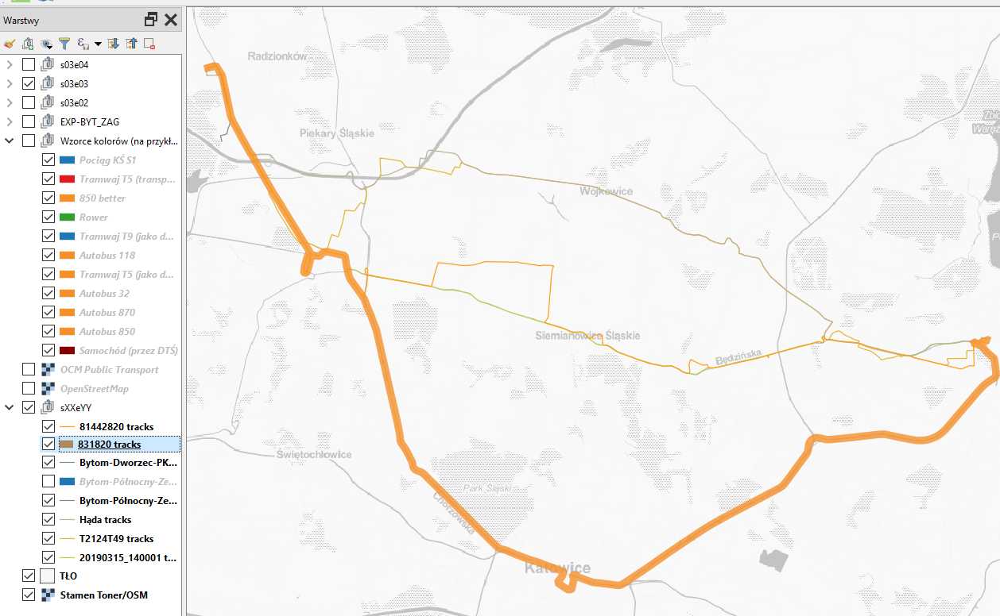 Warstwy
s03e04
s03e03
s03e02
EXP-BYT_ZAG
Wzorce kolorów (na przykł...
Pociąg KŚ S1
Tramwaj T5 (transp...
850 better
Rower
Tramwaj T9 (jako d...
Autobus 118
Tramwaj T5 (jako d...
Autobus 32
Autobus 870
Autobus 850
Samochód (przez DTŚ)
OCM Public Transport
OpenStreetMap
sXXeYY
81442820 tracks
831820 tracks
Bytom-Dworzec-PK...
Bytom-Północny-Ze...
Bytom-Północny-Ze...
Hąda tracks
T2124T49 tracks
20190315_140001 t...
TŁO
Stamen Toner/OSM
Radzionków
Piekary Śląskie
Wojkowice
Siemianowice Śląskie
Będzińska
Świętochłowice
Park Śląski
Chorzowska
Katowice